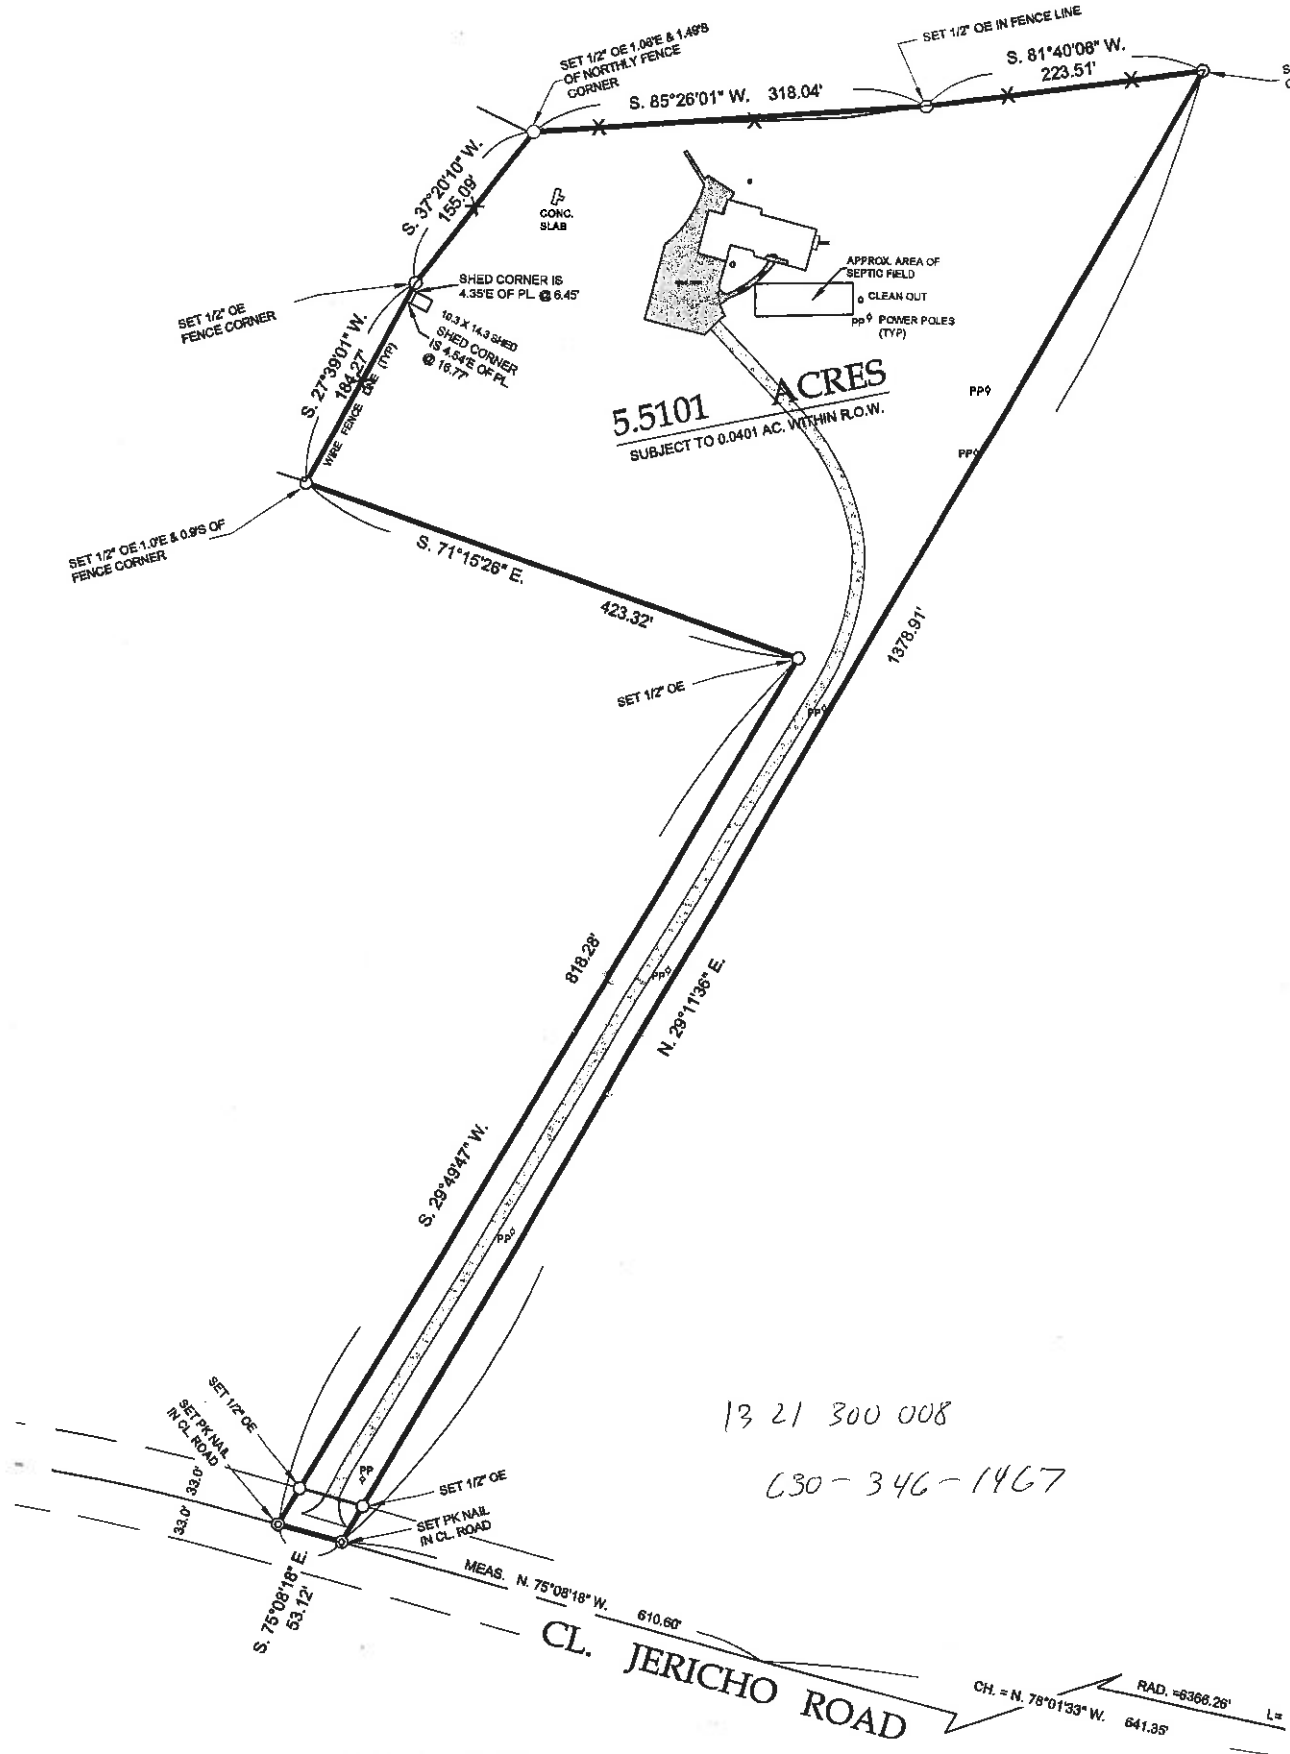 SET 1/2" OE IN FENCE LINE
SET 1/2" OE 1.06'E & 1.49'S
OF NORTHLY FENCE
CORNER
S. 81°40'06" W.
223.51'
S. 85°26'01" W. 318.04'
S. 37°20'10" W.
155.09'
CONC.
SLAB
APPROX. AREA OF
SEPTIC FIELD
CLEAN OUT
PP POWER POLES
(TYP)
SHED CORNER IS
4.35'E OF PL. @ 6.45'
SET 1/2" OE
FENCE CORNER
10.3 X 14.3 SHED
SHED CORNER
IS 4.54'E OF PL.
@ 16.77'
S. 27°39'01" W.
184.27'
WIRE FENCE LINE (TYP)
5.5101 ACRES
SUBJECT TO 0.0401 AC. WITHIN R.O.W.
PP
PP
SET 1/2" OE 1.0'E & 0.9'S OF
FENCE CORNER
S. 71°15'26" E.
423.32'
1378.91'
SET 1/2" OE
PP
818.28'
PP
N. 29°11'36" E.
S. 29°49'47" W.
PP
SET 1/2" OE
SET PK NAIL
IN CL. ROAD
13 21 300 008
630-346-1467
PP
33.0'
33.0'
SET 1/2" OE
SET PK NAIL
IN CL. ROAD
S. 75°08'18" E.
53.12'
MEAS. N. 75°08'18" W. 610.60'
CL. JERICHO ROAD
CH. = N. 78°01'33" W. 641.35'
RAD. =6366.26' L=